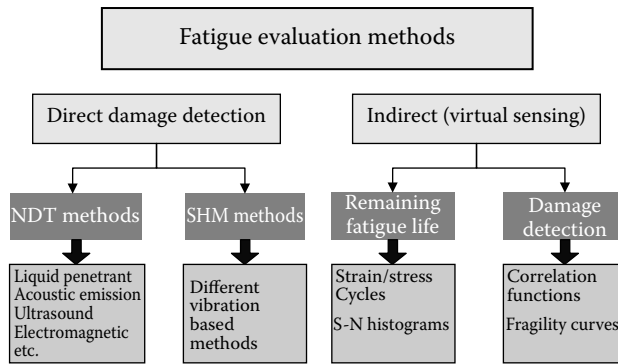 Fatigue evaluation methods
Direct damage detection
Indirect (virtual sensing)
NDT methods
SHM methods
Remaining
fatigue life
Damage
detection
Liquid penetrant
Acoustic emission
Ultrasound
Electromagnetic
etc.
Different
vibration
based
methods
Strain/stress
Cycles
S-N histograms
Correlation
functions
Fragility curves